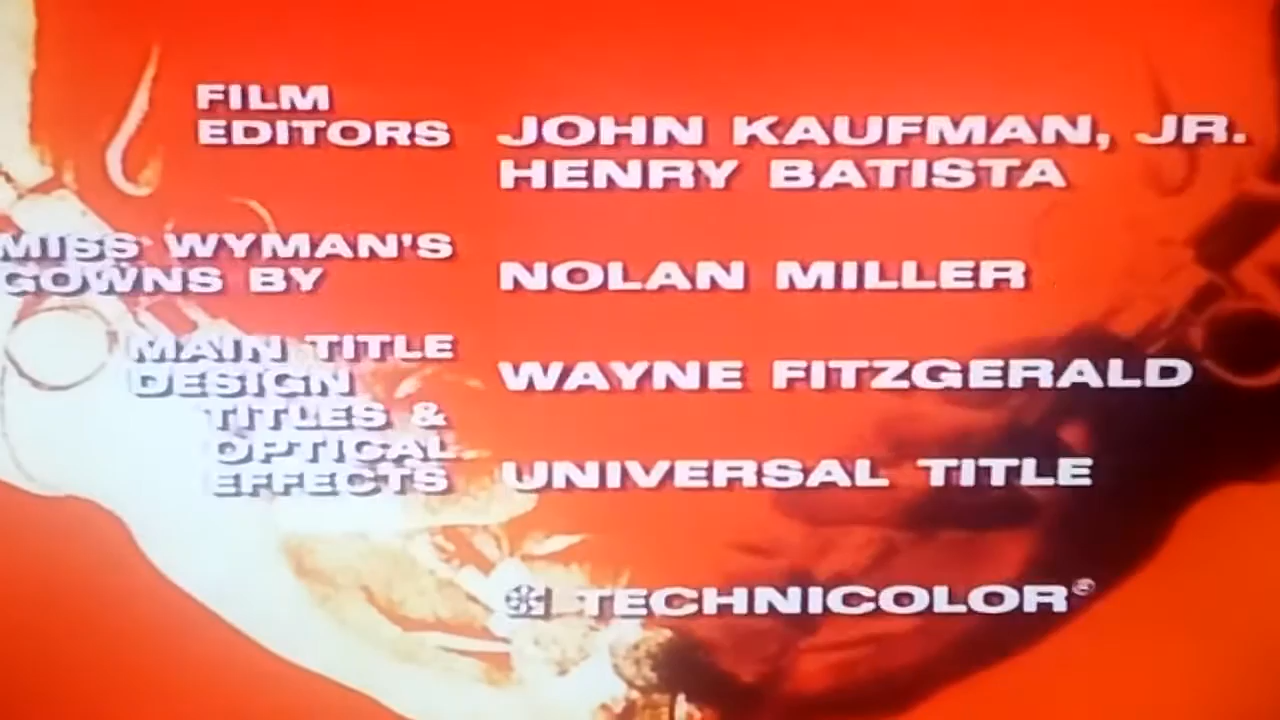 FILM
EDITORS
JOHN KAUFMAN, JR.
HENRY BATISTA
MISS WYMAN'S
GOWNS BY
NOLAN MILLER
MAIN TITLE
DESIGN
WAYNE FITZGERALD
TITLES &
OPTICAL
EFFECTS
UNIVERSAL TITLE
TECHNICOLOR®